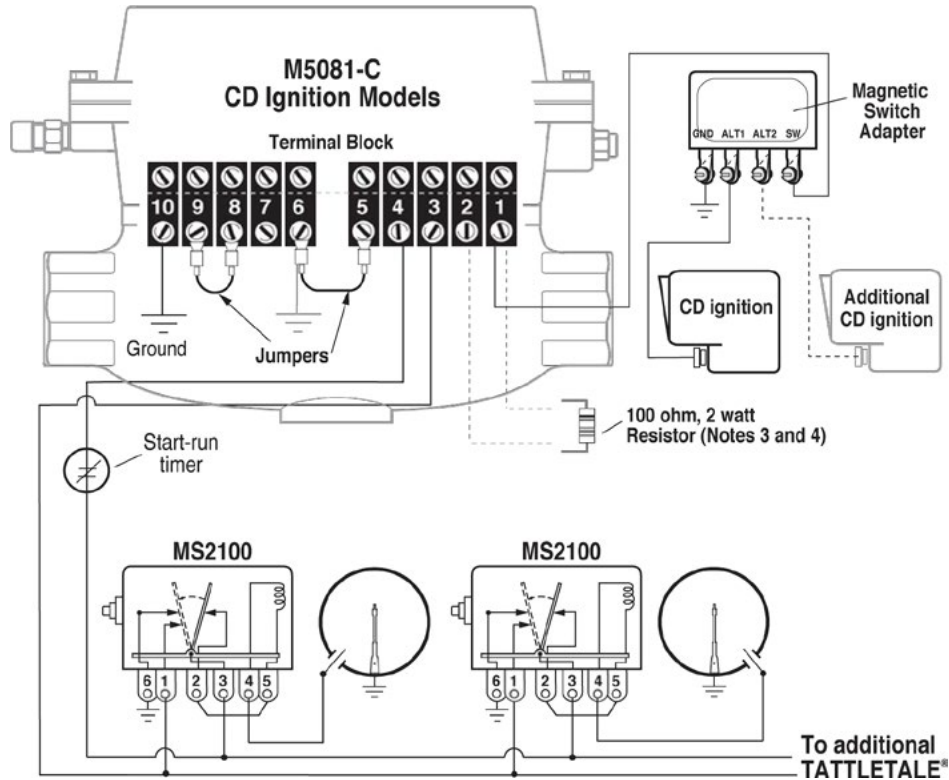 M5081-C
CD Ignition Models
Terminal Block
10 9 8 7 6 5 4 3 2 1
Ground
Jumpers
Magnetic
Switch
Adapter
GND ALT1 ALT2 SW
CD ignition
Additional
CD ignition
100 ohm, 2 watt
Resistor (Notes 3 and 4)
Start-run
timer
MS2100
6 1 2 3 4 5
MS2100
6 1 2 3 4 5
To additional
TATTLETALE®